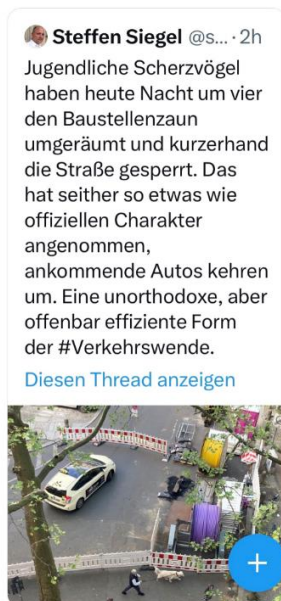 Steffen Siegel @s... · 2h
Jugendliche Scherzvögel
haben heute Nacht um vier
den Baustellenzaun
umgeräumt und kurzerhand
die Straße gesperrt. Das
hat seither so etwas wie
offiziellen Charakter
angenommen,
ankommende Autos kehren
um. Eine unorthodoxe, aber
offenbar effiziente Form
der #Verkehrswende.
Diesen Thread anzeigen